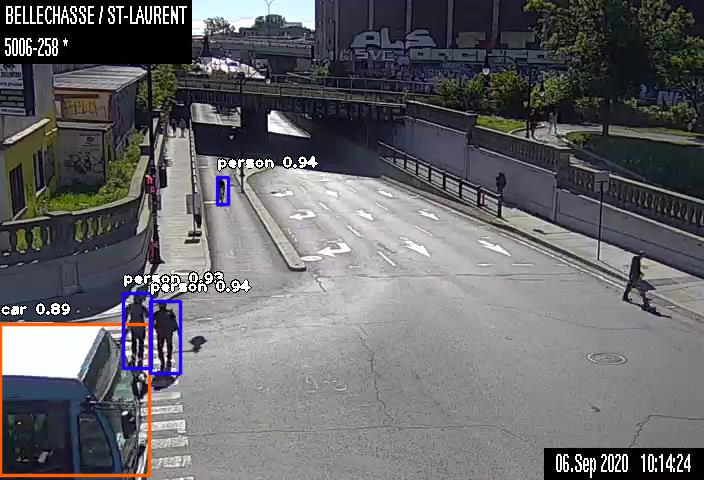 BELLECHASSE / ST-LAURENT
5006-258 *
person 0.94
person 0.93
person 0.94
car 0.89
06.Sep 2020 10:14:24